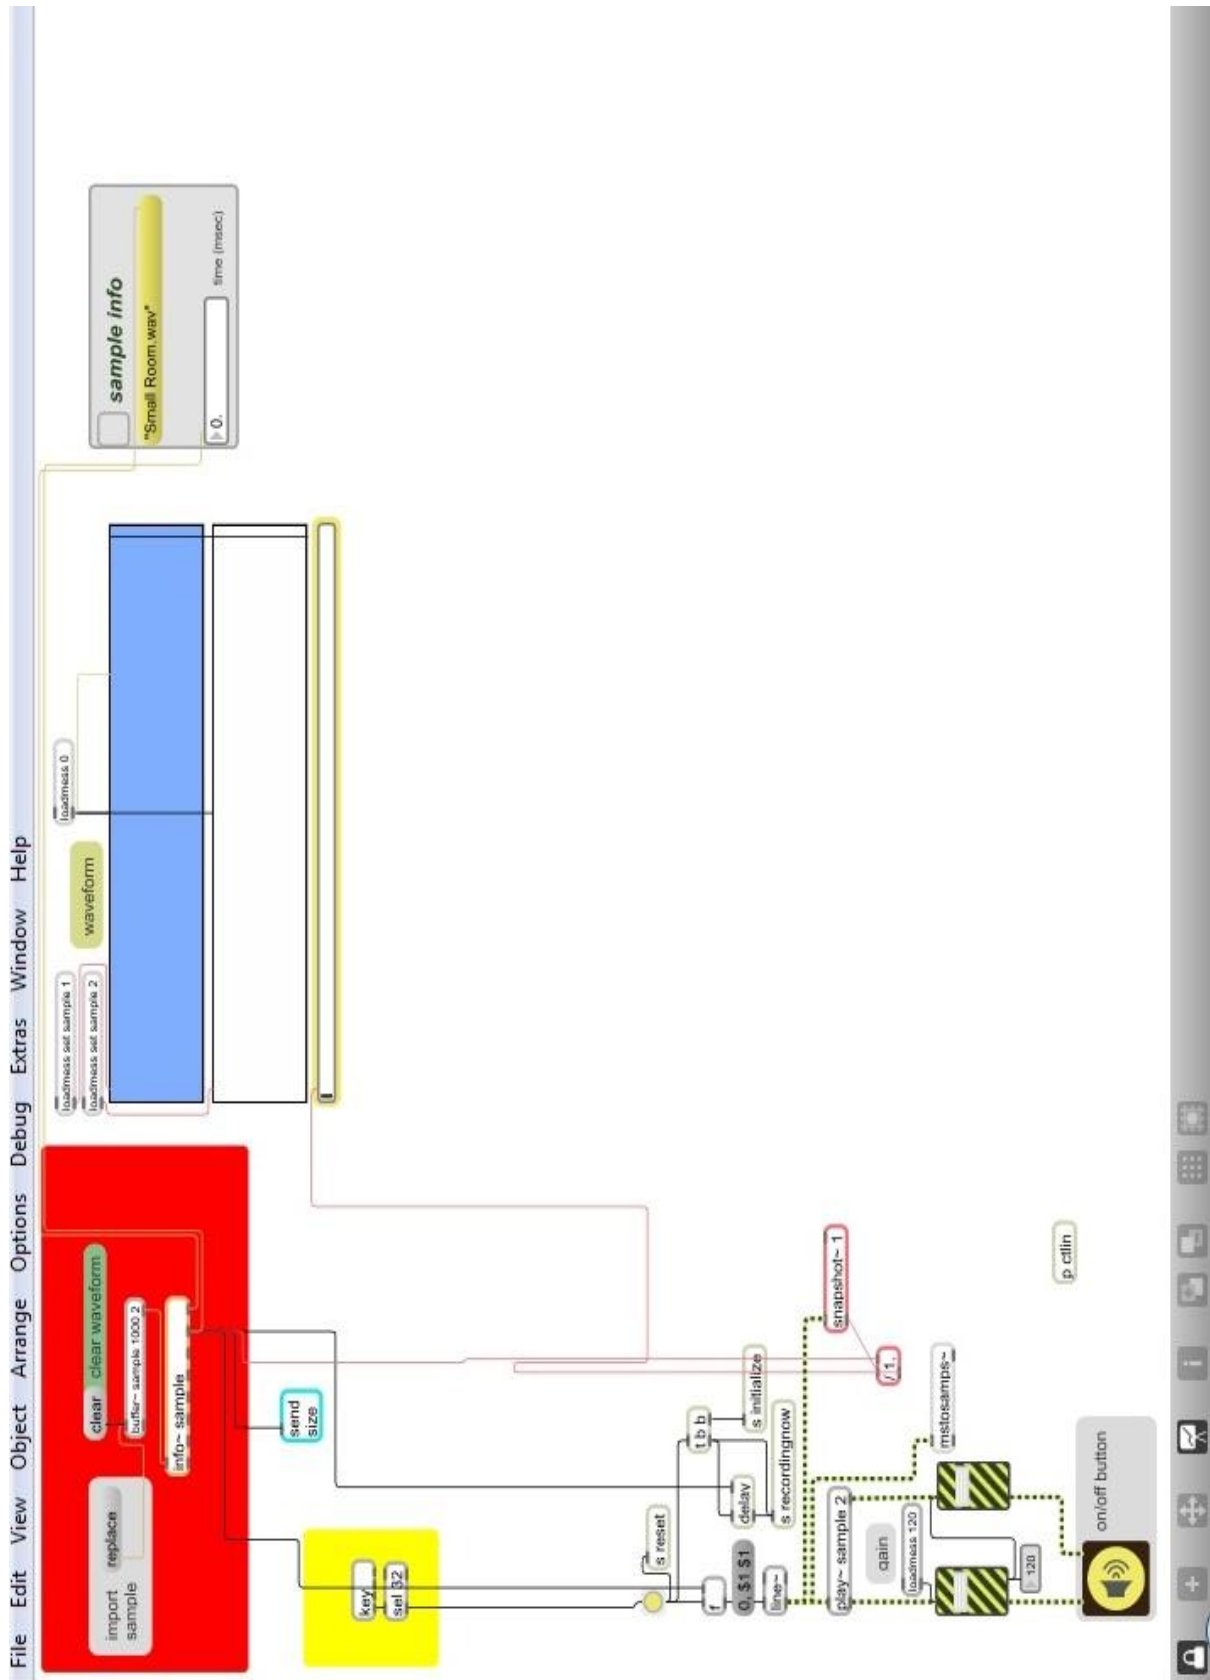 File Edit View Object Arrange Options Debug Extras Window Help
import
sample
replace
clear
clear waveform
buffer~ sample 1000 2
info~ sample
loadmess set sample 1
loadmess set sample 2
waveform
loadmess 0
sample info
"Small Room.wav"
0.
time (msec)
send
size
key
sel 32
s reset
t b b
s initialize
f
delay
0, $1 $1
s recordingnow
line~
snapshot~ 1
/ 1.
play~ sample 2
mstosamps~
gain
loadmess 120
120
p ctlin
on/off button